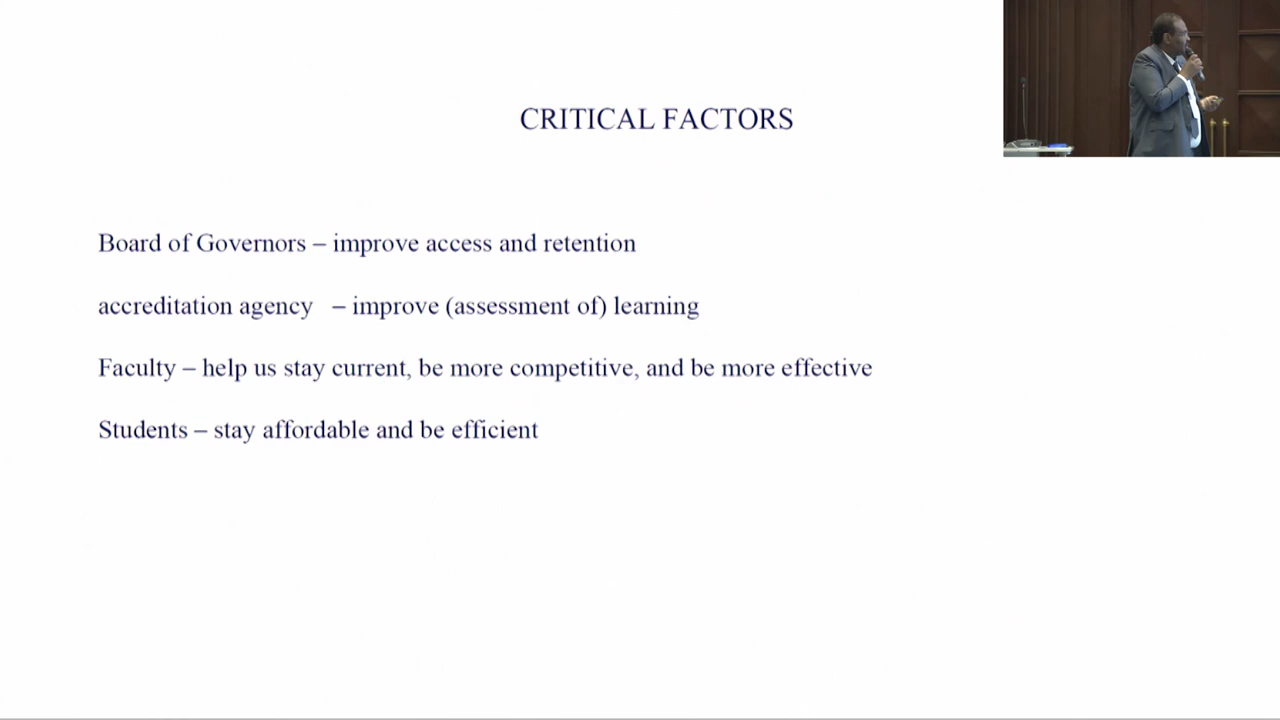 CRITICAL FACTORS
Board of Governors – improve access and retention
accreditation agency – improve (assessment of) learning
Faculty – help us stay current, be more competitive, and be more effective
Students – stay affordable and be efficient